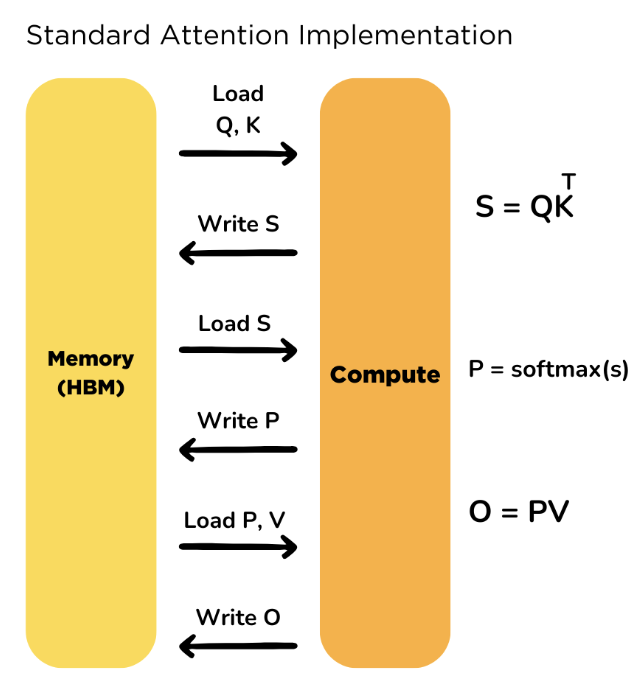 Standard Attention Implementation
Load
Q, K
S = QK^T
Write S
Load S
Memory
(HBM)
Compute
P = softmax(s)
Write P
Load P, V
O = PV
Write O